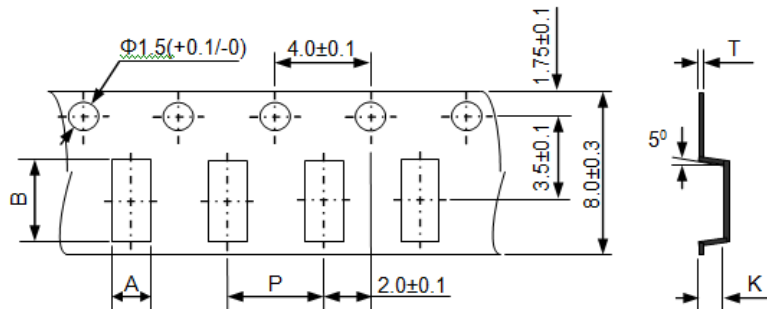 Φ1.5(+0.1/-0)
4.0±0.1
1.75±0.1
T
5⁰
3.5±0.1
8.0±0.3
B
A
P
2.0±0.1
K